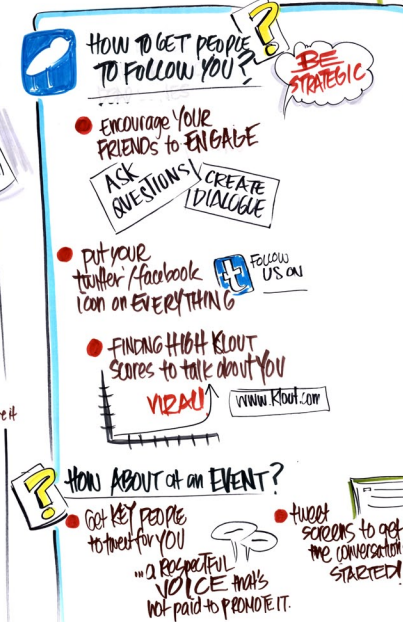 HOW TO GET PEOPLE
TO FOLLOW YOU?
?
BE
STRATEGIC
ENCOURAGE YOUR
FRIENDS to ENGAGE
ASK
QUESTIONS!
CREATE
DIALOGUE
put your
twitter/facebook
icon on EVERYTHING
t
FOLLOW
US ON
FINDING HIGH KLOUT
scores to talk about YOU
VIRAL!
www.Klout.com
e it
?
HOW ABOUT at an EVENT?
Get KEY PEOPLE
to tweet for YOU
...a RESPECTFUL
VOICE that's
not paid to PROMOTE IT.
tweet
screens to get
the conversation
STARTED!